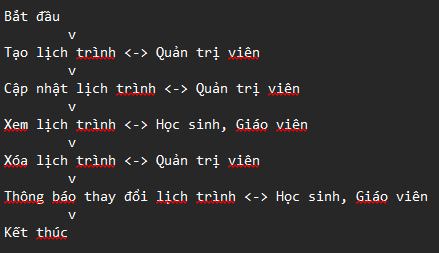 Bắt đầu
v
Tạo lịch trình <-> Quản trị viên
v
Cập nhật lịch trình <-> Quản trị viên
v
Xem lịch trình <-> Học sinh, Giáo viên
v
Xóa lịch trình <-> Quản trị viên
v
Thông báo thay đổi lịch trình <-> Học sinh, Giáo viên
v
Kết thúc